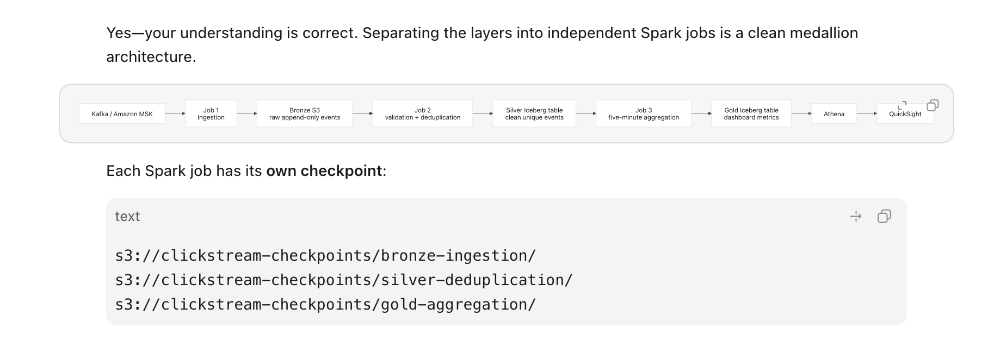 Yes—your understanding is correct. Separating the layers into independent Spark jobs is a clean medallion
architecture.
Kafka / Amazon MSK
Job 1
Ingestion
Bronze S3
raw append-only events
Job 2
validation + deduplication
Silver Iceberg table
clean unique events
Job 3
five-minute aggregation
Gold Iceberg table
dashboard metrics
Athena
QuickSight
Each Spark job has its own checkpoint:
text
s3://clickstream-checkpoints/bronze-ingestion/
s3://clickstream-checkpoints/silver-deduplication/
s3://clickstream-checkpoints/gold-aggregation/